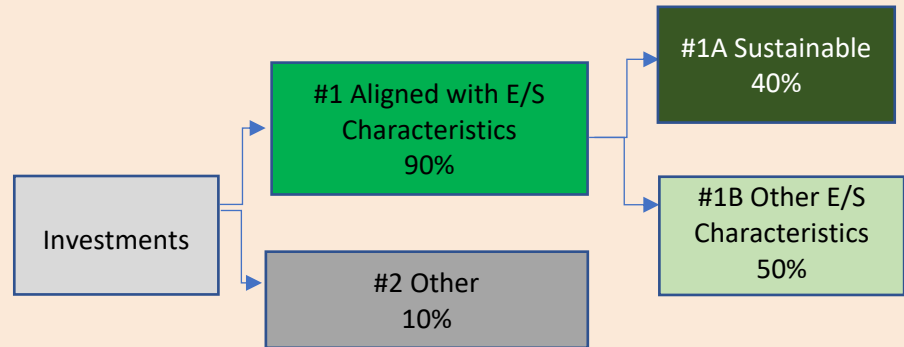 #1A Sustainable
40%
#1 Aligned with E/S
Characteristics
90%
#1B Other E/S
Characteristics
50%
Investments
#2 Other
10%